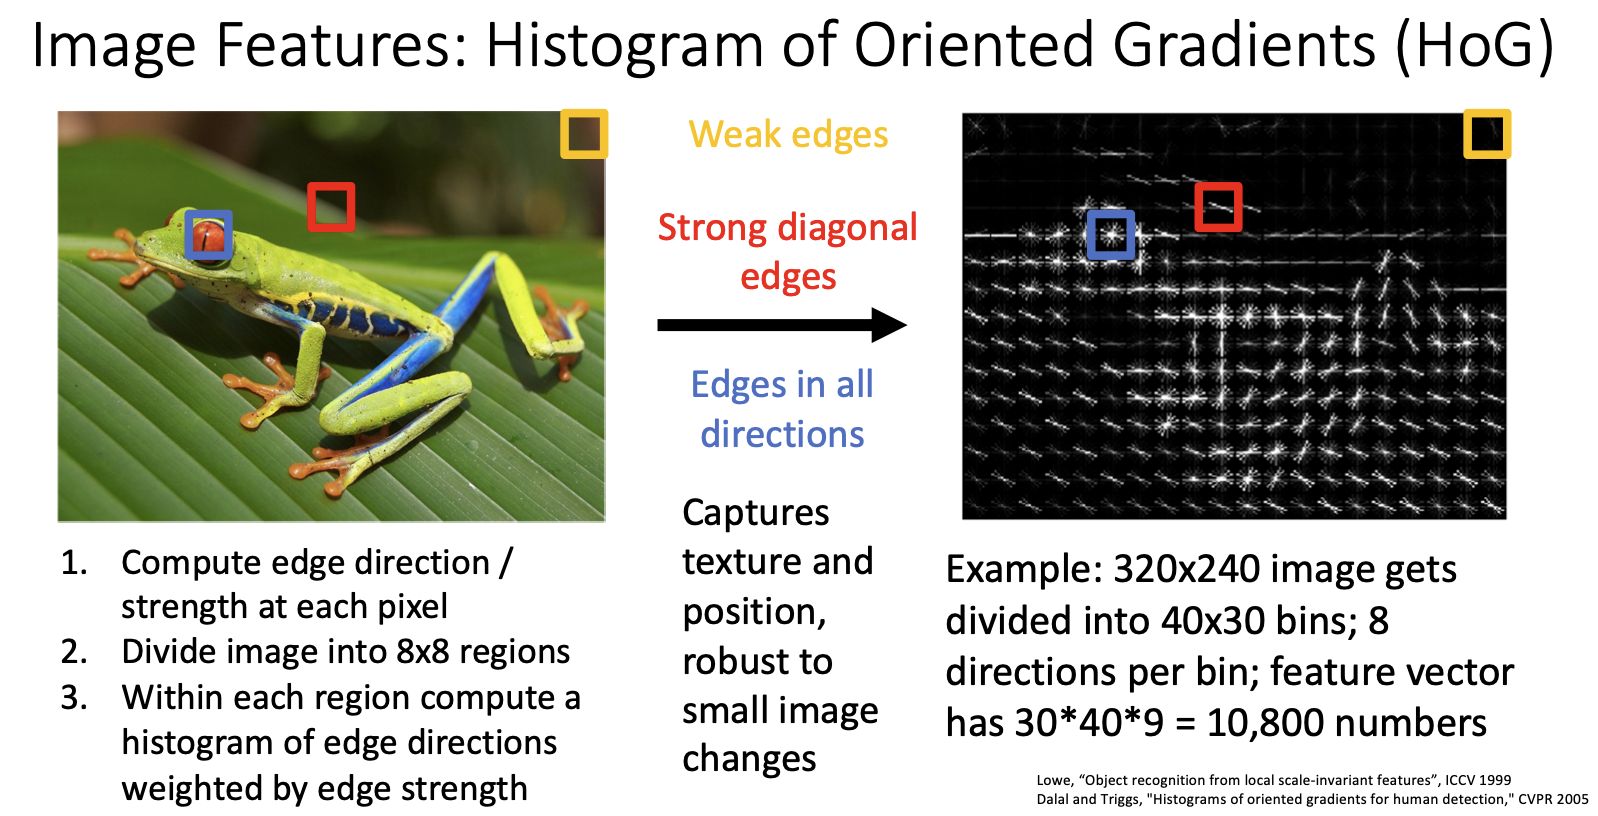 Image Features: Histogram of Oriented Gradients (HoG)
Weak edges
Strong diagonal
edges
Edges in all
directions
Captures
texture and
position,
robust to
small image
changes
1. Compute edge direction /
strength at each pixel
2. Divide image into 8x8 regions
3. Within each region compute a
histogram of edge directions
weighted by edge strength
Example: 320x240 image gets
divided into 40x30 bins; 8
directions per bin; feature vector
has 30*40*9 = 10,800 numbers
Lowe, “Object recognition from local scale-invariant features”, ICCV 1999
Dalal and Triggs, "Histograms of oriented gradients for human detection," CVPR 2005